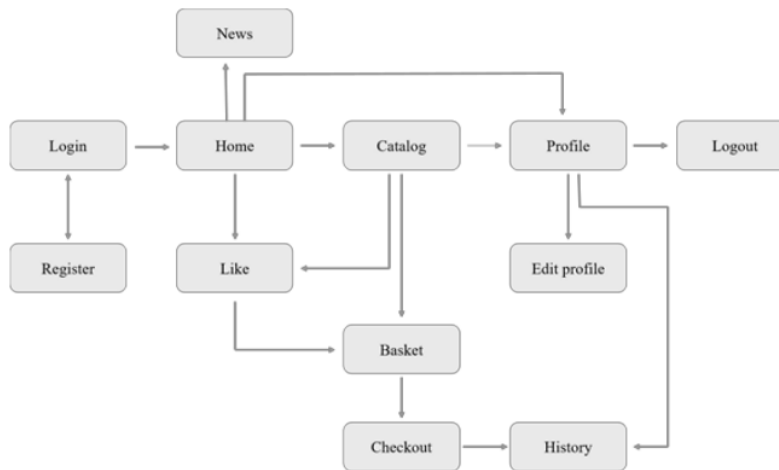 News
Login
Home
Catalog
Profile
Logout
Register
Like
Edit profile
Basket
Checkout
History